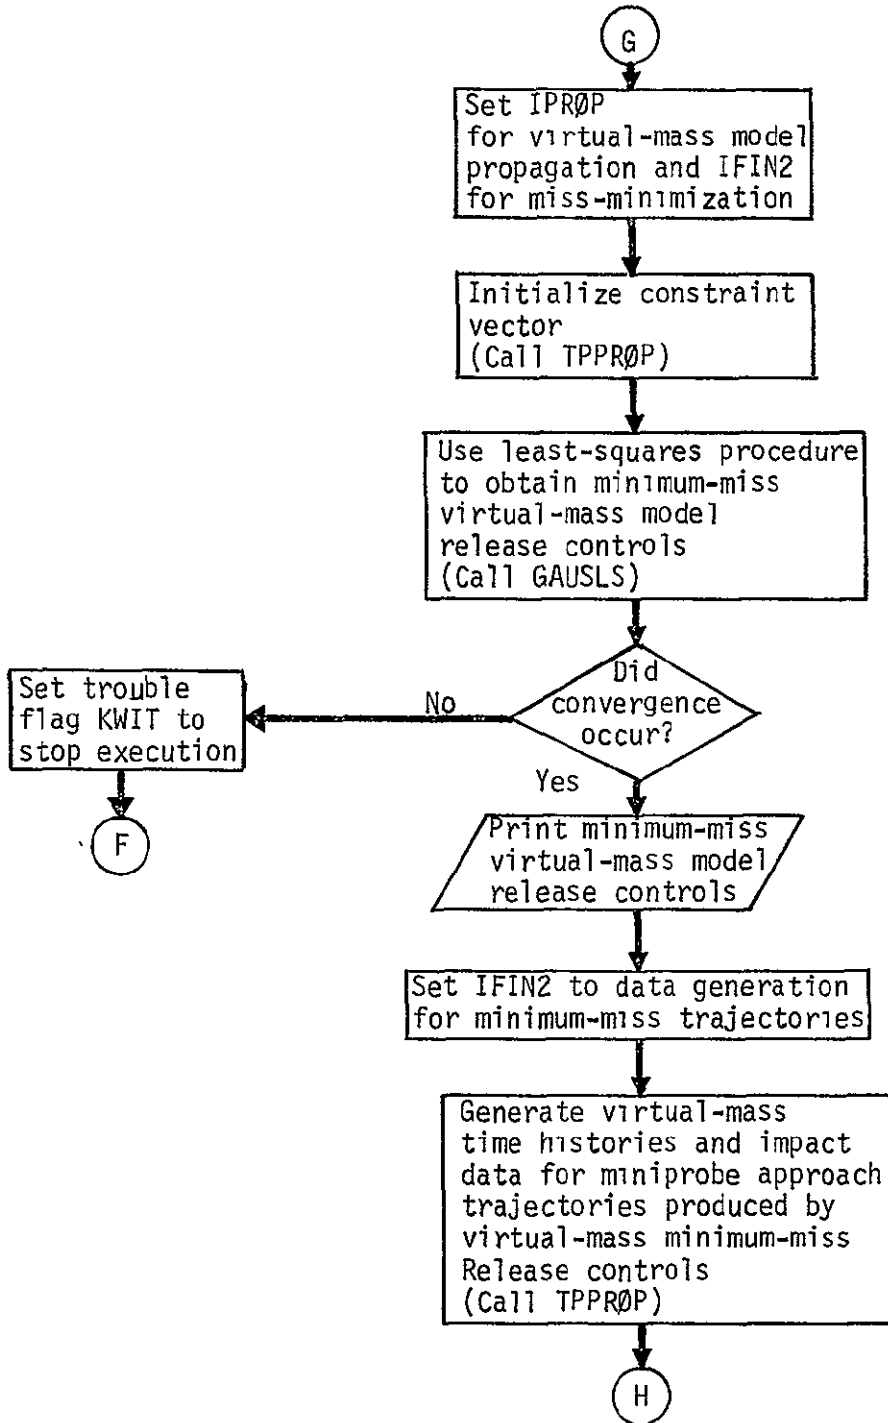 G
Set IPRØP
for virtual-mass model
propagation and IFIN2
for miss-minimization
Initialize constraint
vector
(Call TPPRØP)
Use least-squares procedure
to obtain minimum-miss
virtual-mass model
release controls
(Call GAUSLS)
Did
convergence
occur?
No
Set trouble
flag KWIT to
stop execution
F
Yes
Print minimum-miss
virtual-mass model
release controls
Set IFIN2 to data generation
for minimum-miss trajectories
Generate virtual-mass
time histories and impact
data for miniprobe approach
trajectories produced by
virtual-mass minimum-miss
Release controls
(Call TPPRØP)
H